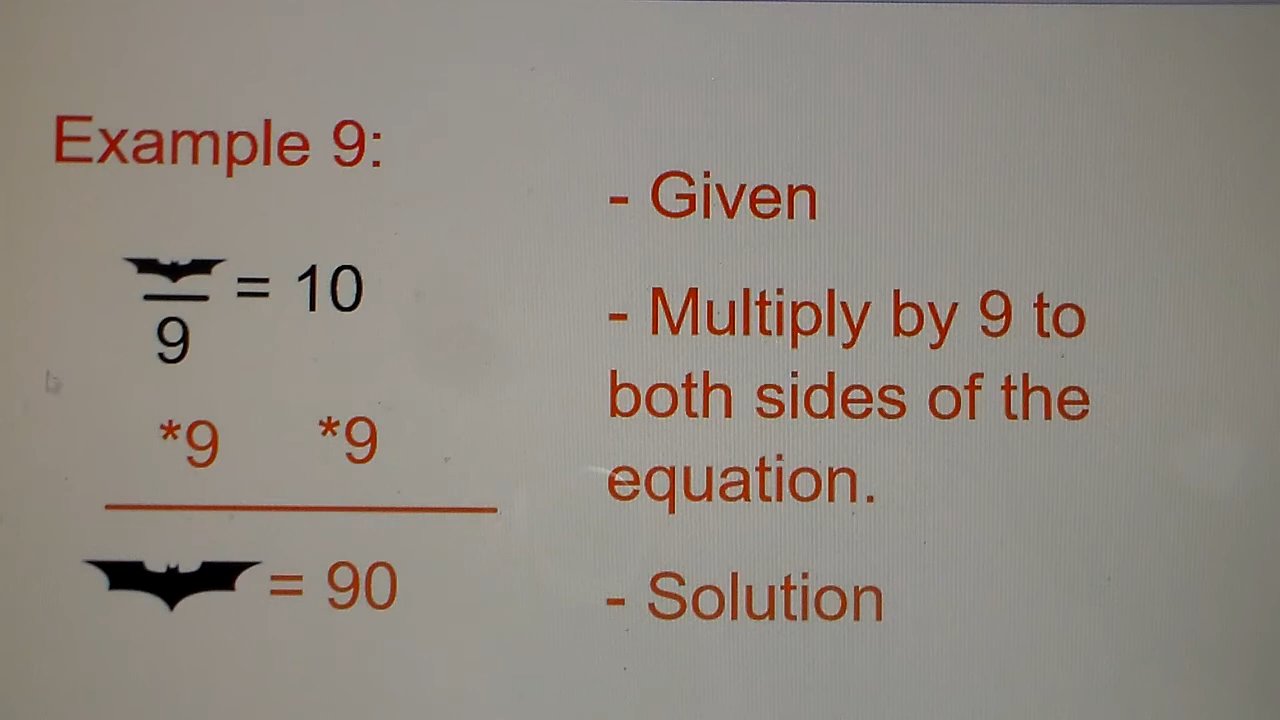 Example 9:
- Given
= 10
9
- Multiply by 9 to
both sides of the
*9 *9
equation.
= 90
- Solution